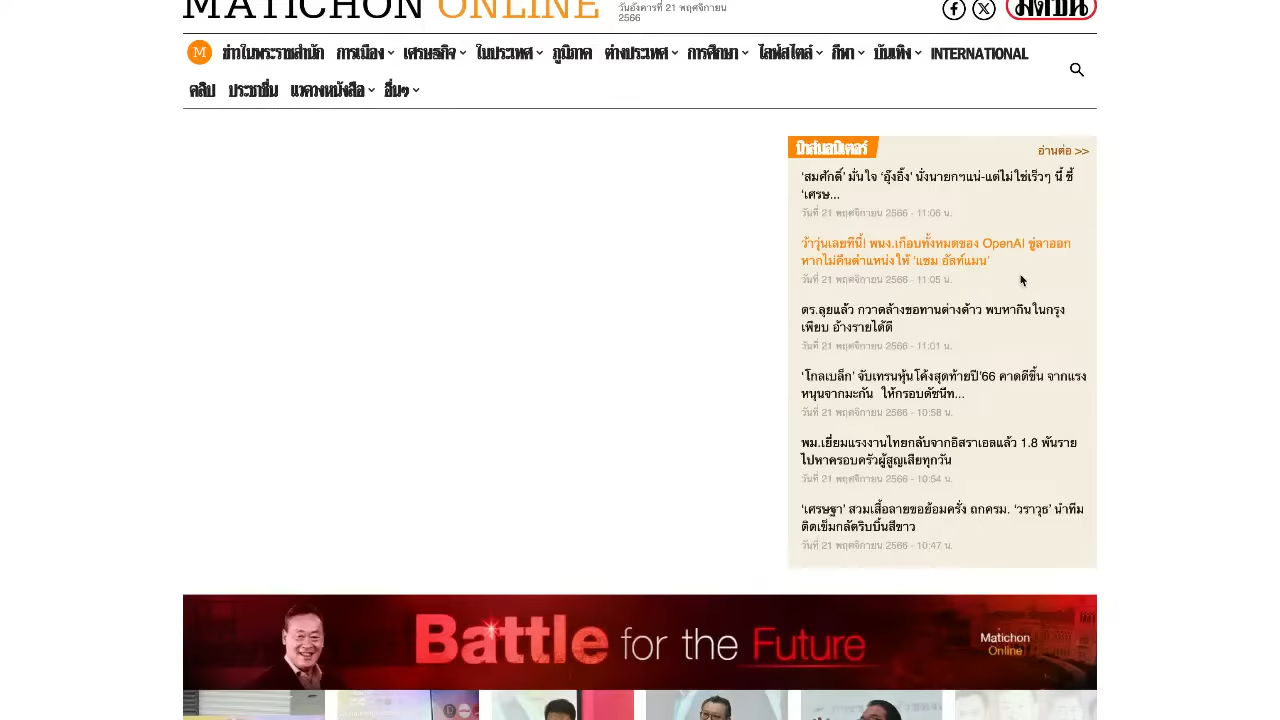 MATICHON ONLINE
วันอังคารที่ 21 พฤศจิกายน
2566
มติชน
M ข่าวในพระราชสำนัก การเมือง เศรษฐกิจ ในประเทศ ภูมิภาค ต่างประเทศ การศึกษา ไลฟ์สไตล์ กีฬา บันเทิง INTERNATIONAL
คลิป ประชาชื่น แวดวงหนังสือ อื่นๆ
นิวส์มอนิเตอร์
อ่านต่อ >>
‘สมศักดิ์’ มั่นใจ ‘อุ๊งอิ๊ง’ นั่งนายกฯแน่-แต่ไม่ใช่เร็วๆ นี้ ชี้
‘เศรษ...
วันที่ 21 พฤศจิกายน 2566 - 11:06 น.
ว้าวุ่นเลยทีนี้! พนง.เกือบทั้งหมดของ OpenAI ขู่ลาออก
หากไม่คืนตำแหน่งให้ ‘แซม อัลท์แมน’
วันที่ 21 พฤศจิกายน 2566 - 11:05 น.
ตร.ลุยแล้ว กวาดล้างขอทานต่างด้าว พบหากินในกรุง
เพียบ อ้างรายได้ดี
วันที่ 21 พฤศจิกายน 2566 - 11:01 น.
‘โกลเบล็ก’ จับเทรนหุ้นโค้งสุดท้ายปี’66 คาดดีขึ้น จากแรง
หนุนจากมะกัน ให้กรอบดัชนีท...
วันที่ 21 พฤศจิกายน 2566 - 10:58 น.
พม.เยี่ยมแรงงานไทยกลับจากอิสราเอลแล้ว 1.8 พันราย
ไปหาครอบครัวผู้สูญเสียทุกวัน
วันที่ 21 พฤศจิกายน 2566 - 10:54 น.
‘เศรษฐา’ สวมเสื้อลายขอย้อมครั่ง ถกครม. ‘วราวุธ’ นำทีม
ติดเข็มกลัดริบบิ้นสีขาว
วันที่ 21 พฤศจิกายน 2566 - 10:47 น.
Battle for the Future
Matichon
Online